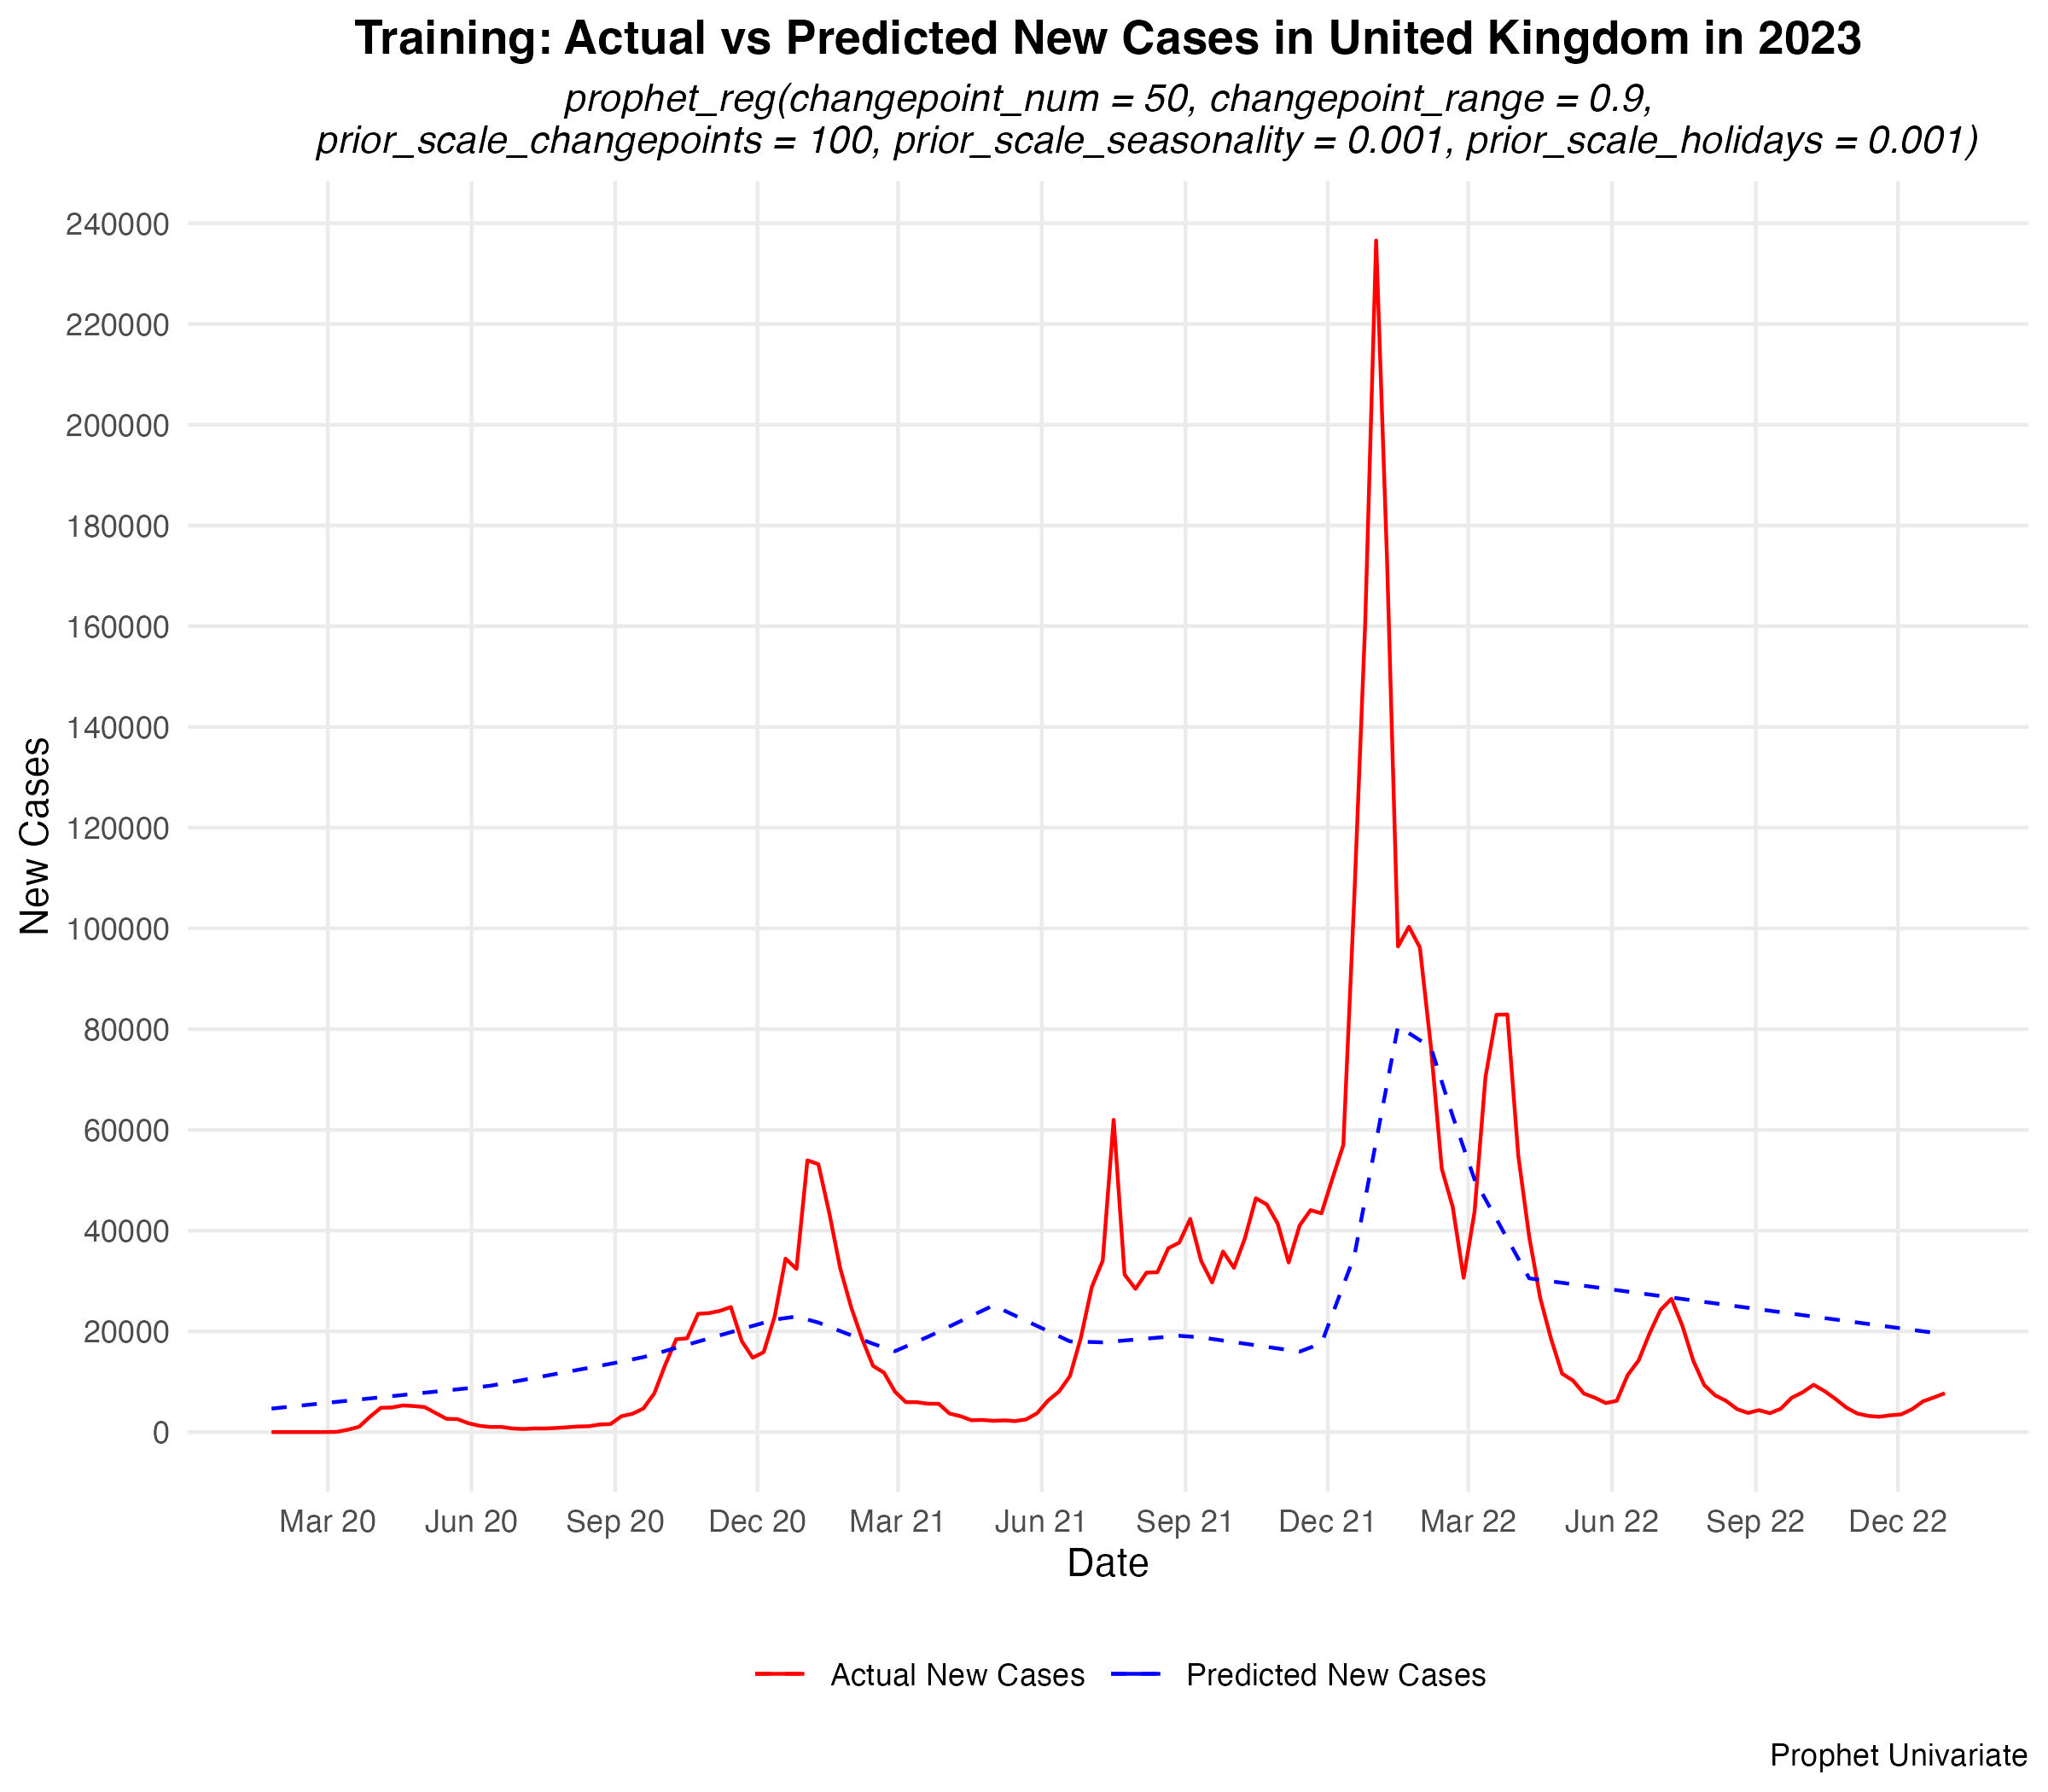 Training: Actual vs Predicted New Cases in United Kingdom in 2023
prophet_reg(changepoint_num = 50, changepoint_range = 0.9,
prior_scale_changepoints = 100, prior_scale_seasonality = 0.001, prior_scale_holidays = 0.001)
240000
220000
200000
180000
160000
140000
120000
100000
80000
60000
40000
20000
0
New Cases
Mar 20 Jun 20 Sep 20 Dec 20 Mar 21 Jun 21 Sep 21 Dec 21 Mar 22 Jun 22 Sep 22 Dec 22
Date
Actual New Cases Predicted New Cases
Prophet Univariate